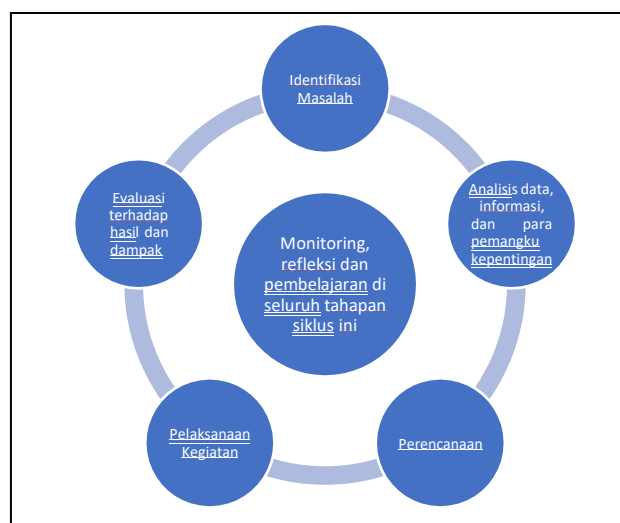 Identifikasi
Masalah
Analisis data,
informasi,
dan para
pemangku
kepentingan
Perencanaan
Pelaksanaan
Kegiatan
Evaluasi
terhadap
hasil dan
dampak
Monitoring,
refleksi dan
pembelajaran di
seluruh tahapan
siklus ini